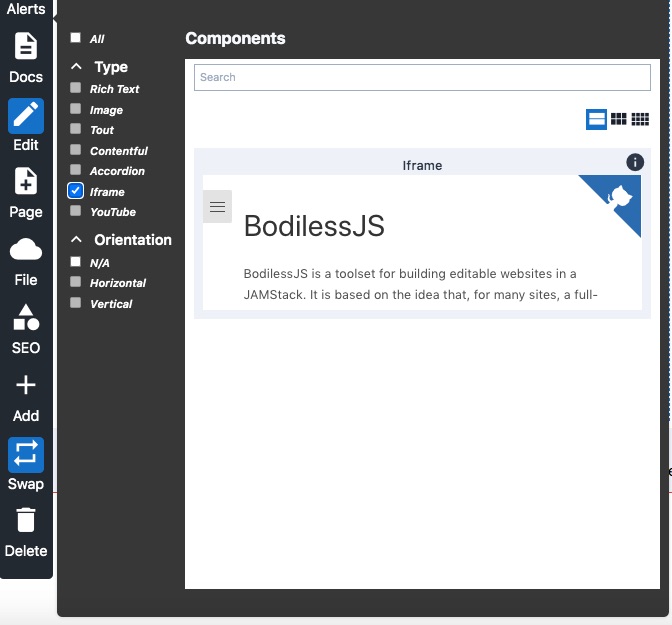 Alerts
Docs
Edit
Page
File
SEO
Add
Swap
Delete
All
Type
Rich Text
Image
Tout
Contentful
Accordion
Iframe
YouTube
Orientation
N/A
Horizontal
Vertical
Components
Search
Iframe
BodilessJS
BodilessJS is a toolset for building editable websites in a
JAMStack. It is based on the idea that, for many sites, a full-